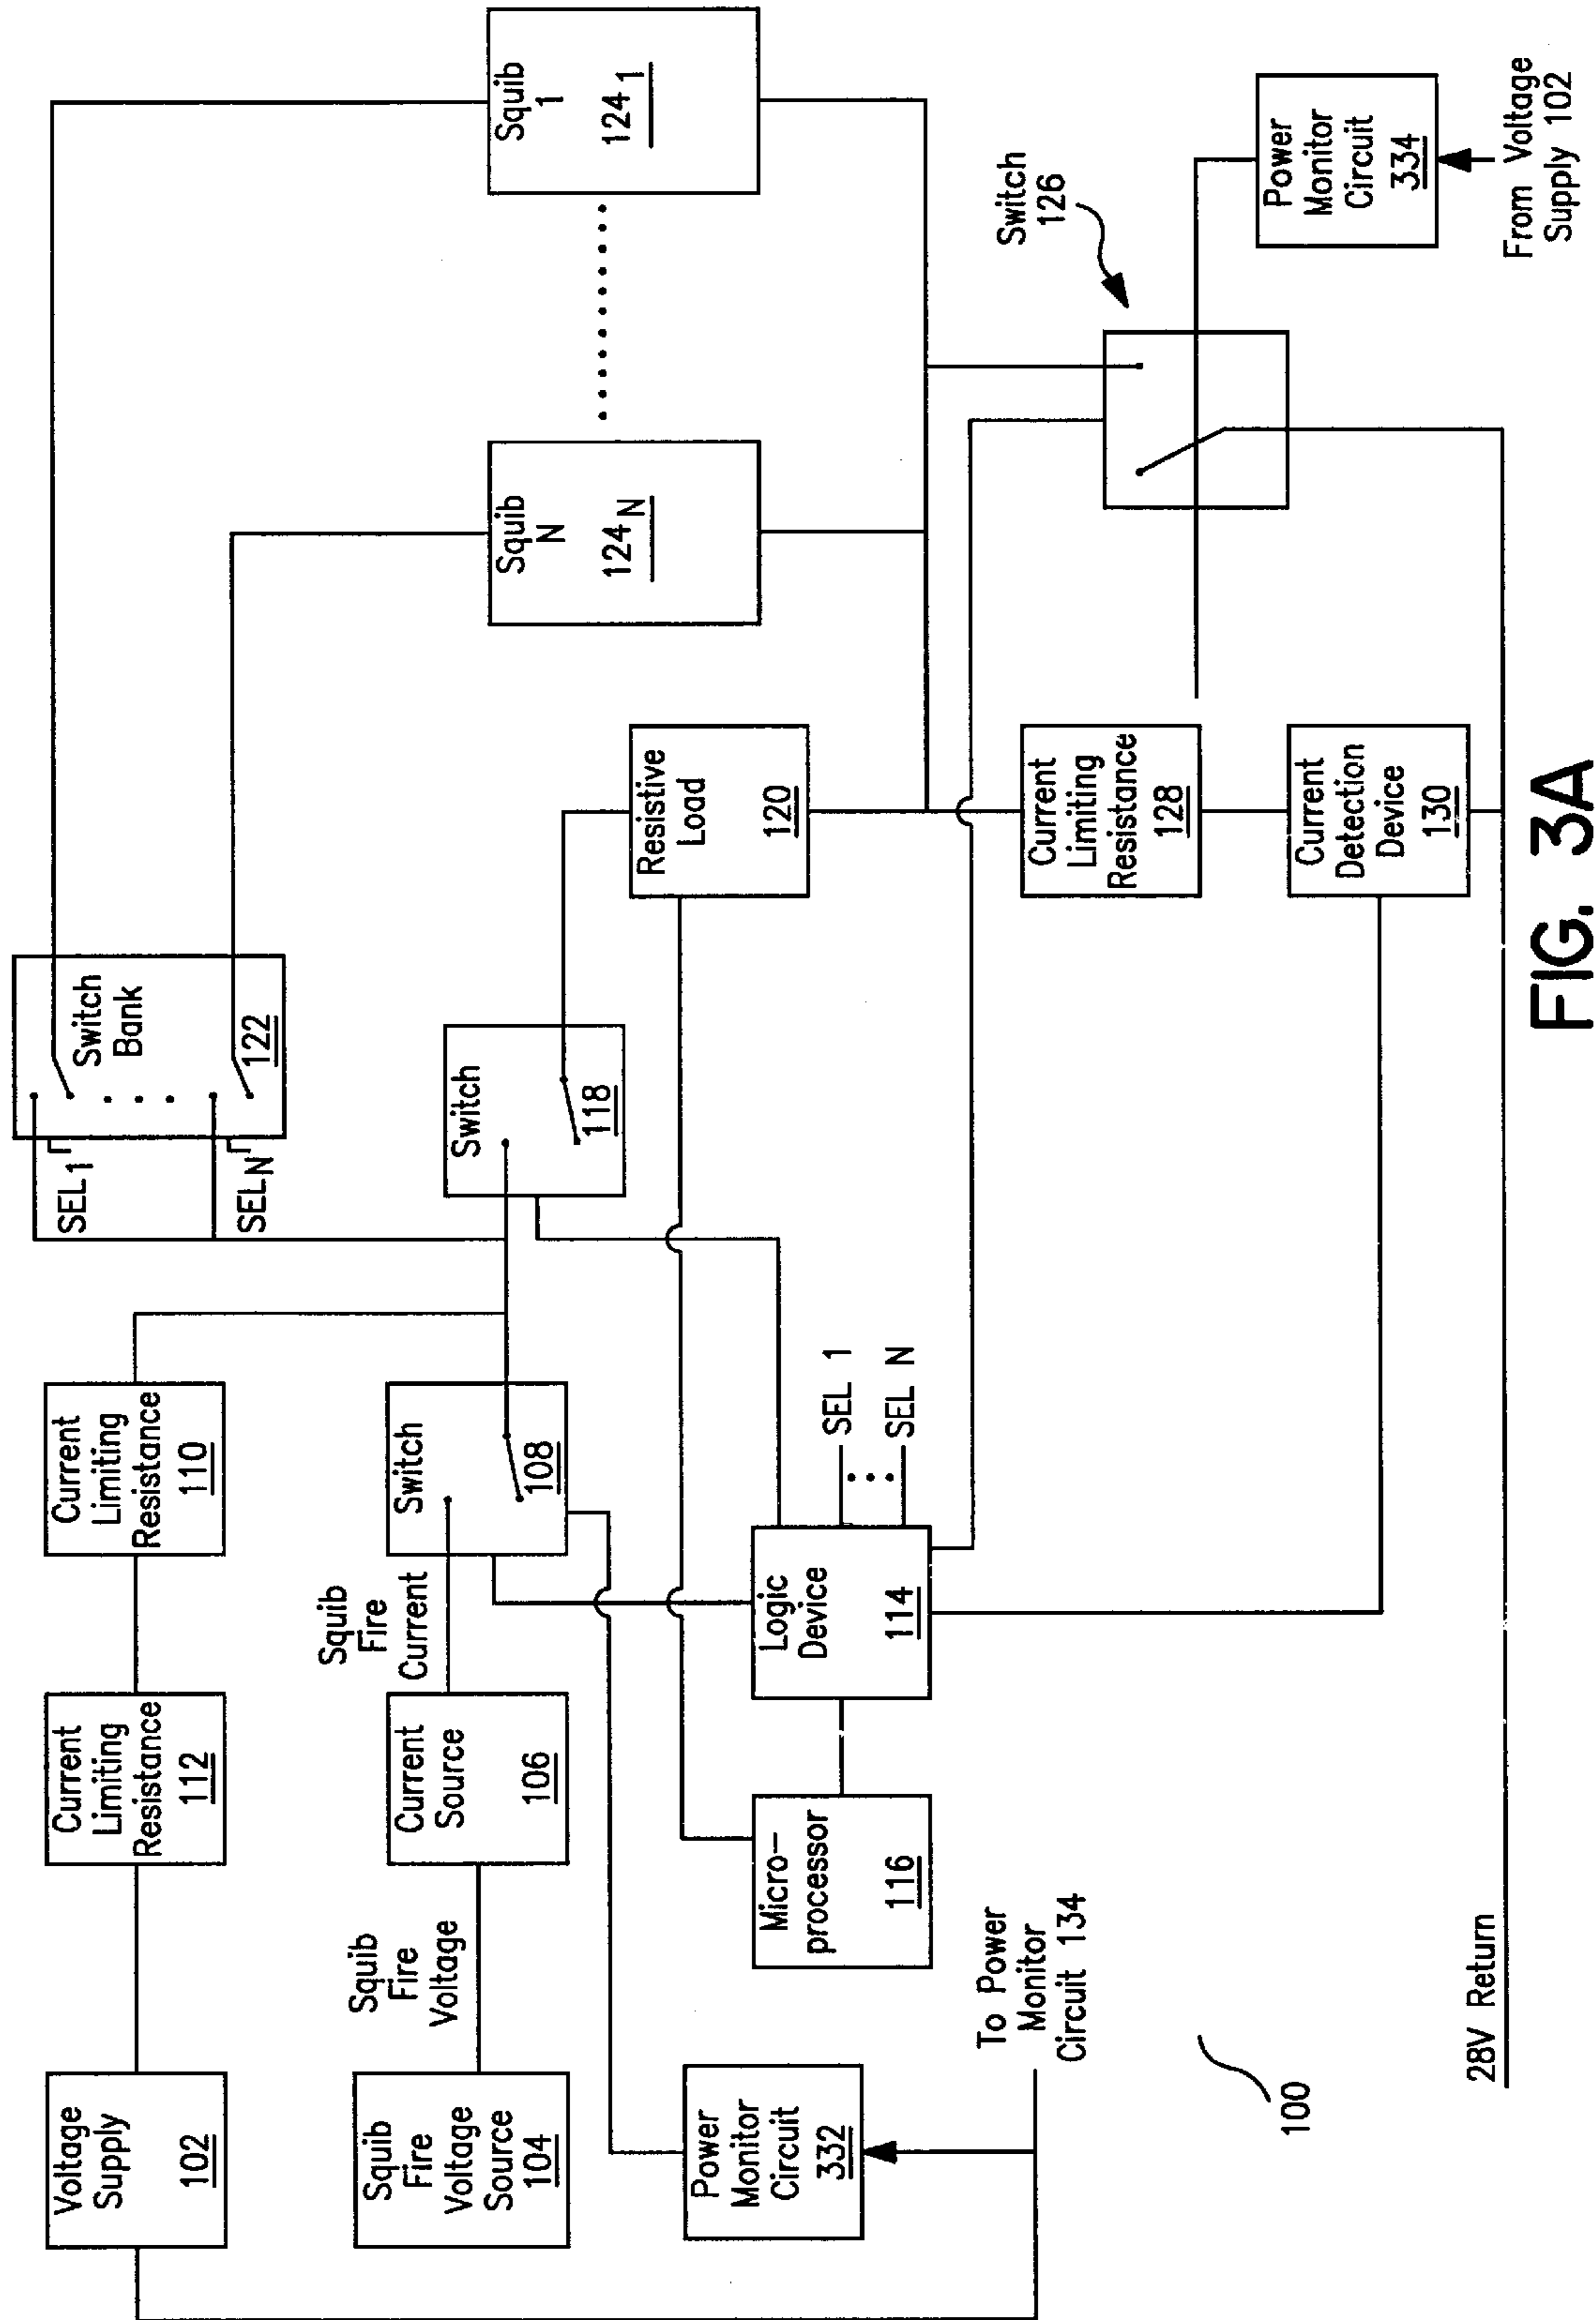 Voltage
Supply
102
Current
Limiting
Resistance
112
Current
Limiting
Resistance
110
SEL 1
SEL N
Switch
Bank
122
Squib
Fire
Voltage
Source
104
Squib
Fire
Voltage
Current
Source
106
Squib
Fire
Current
Switch
108
Switch
118
Squib
N
124N
Squib
1
124 1
Power
Monitor
Circuit
332
Micro-
processor
116
Logic
Device
114
SEL 1
SEL N
Resistive
Load
120
To Power
Monitor
Circuit 134
Current
Limiting
Resistance
128
Switch
126
Power
Monitor
Circuit
334
From Voltage
Supply 102
Current
Detection
Device
130
100
28V Return
FIG. 3A